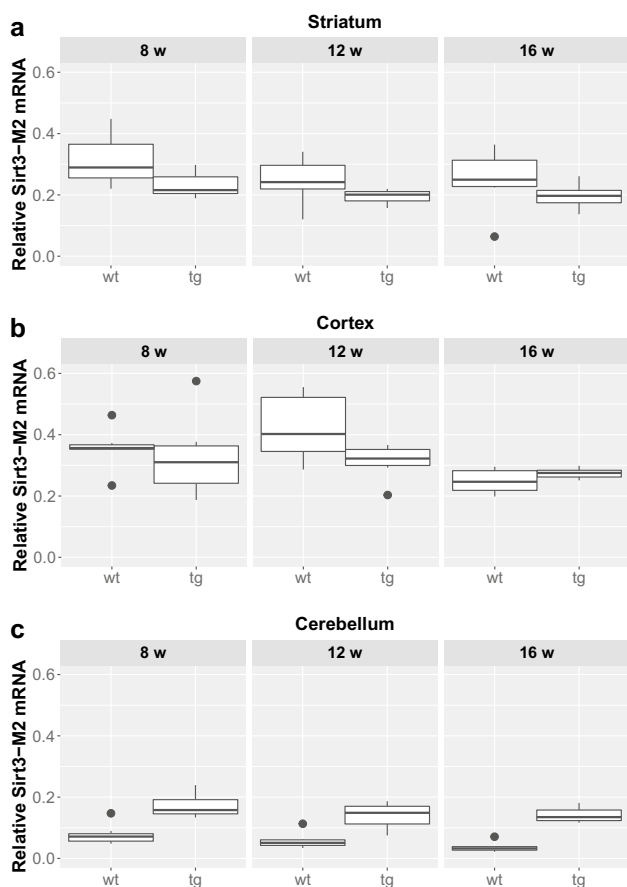 a
Striatum
8 w 12 w 16 w
Relative Sirt3−M2 mRNA
0.6
0.4
0.2
0.0
wt tg wt tg wt tg
b
Cortex
8 w 12 w 16 w
Relative Sirt3−M2 mRNA
0.6
0.4
0.2
0.0
wt tg wt tg wt tg
c
Cerebellum
8 w 12 w 16 w
Relative Sirt3−M2 mRNA
0.6
0.4
0.2
0.0
wt tg wt tg wt tg